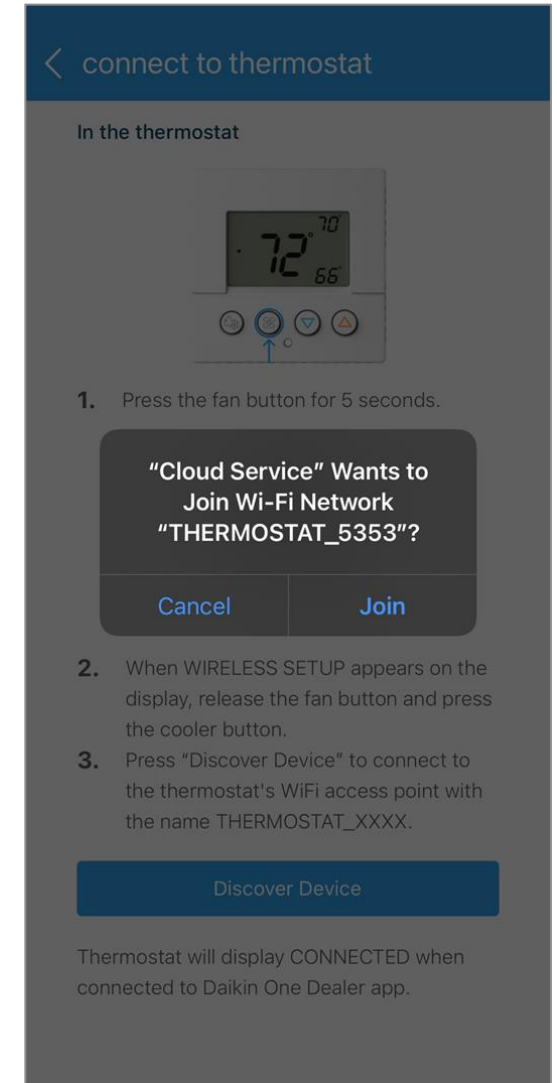 connect to thermostat
In the thermostat
72° 70°
66°
1. Press the fan button for 5 seconds.
"Cloud Service" Wants to
Join Wi-Fi Network
"THERMOSTAT_5353"?
Cancel Join
2. When WIRELESS SETUP appears on the
display, release the fan button and press
the cooler button.
3. Press "Discover Device" to connect to
the thermostat's WiFi access point with
the name THERMOSTAT_XXXX.
Discover Device
Thermostat will display CONNECTED when
connected to Daikin One Dealer app.